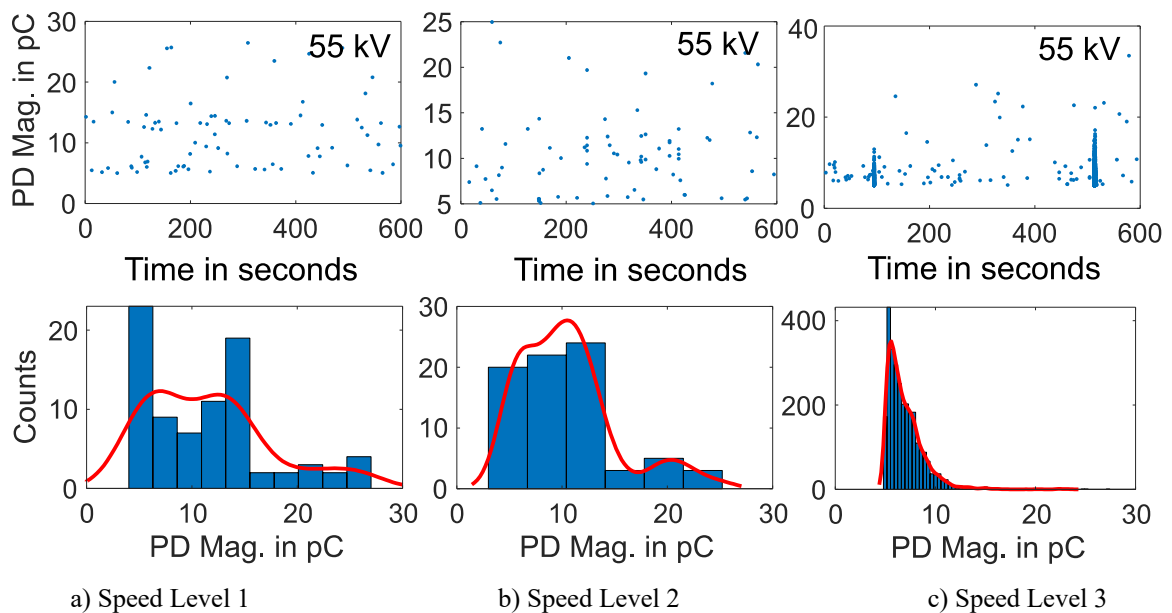 30
20
10
0
PD Mag. in pC
55 kV
0 200 400 600
Time in seconds
25
20
15
10
5
55 kV
0 200 400 600
Time in seconds
40
20
0
55 kV
0 200 400 600
Time in seconds
20
10
0
Counts
0 10 20 30
PD Mag. in pC
30
20
10
0
0 10 20 30
PD Mag. in pC
400
200
0
0 10 20 30
PD Mag. in pC
a) Speed Level 1
b) Speed Level 2
c) Speed Level 3